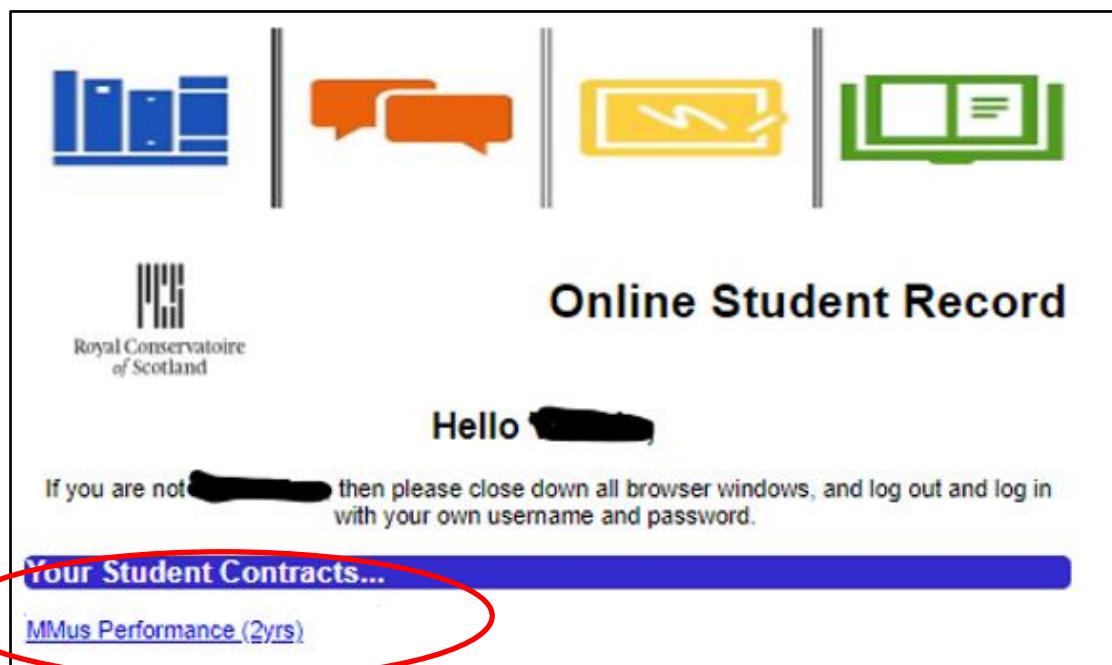 Royal Conservatoire
of Scotland
Online Student Record
Hello
If you are not then please close down all browser windows, and log out and log in
with your own username and password.
Your Student Contracts...
MMus Performance (2yrs)